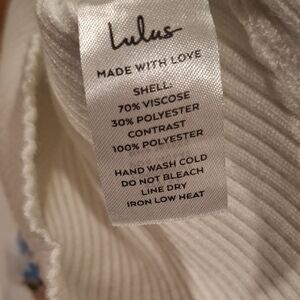 Lulus
MADE WITH LOVE
SHELL:
70% VISCOSE
30% POLYESTER
CONTRAST
100% POLYESTER
HAND WASH COLD
DO NOT BLEACH
LINE DRY
IRON LOW HEAT